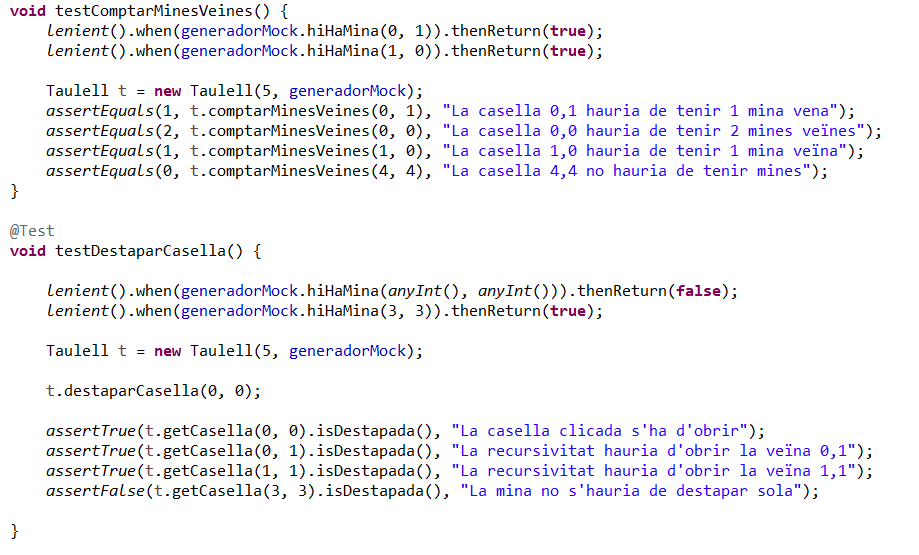 void testComptarMinesVeines() {
    lenient().when(generadorMock.hiHaMina(0, 1)).thenReturn(true);
    lenient().when(generadorMock.hiHaMina(1, 0)).thenReturn(true);

    Taulell t = new Taulell(5, generadorMock);
    assertEquals(1, t.comptarMinesVeines(0, 1), "La casella 0,1 hauria de tenir 1 mina vena");
    assertEquals(2, t.comptarMinesVeines(0, 0), "La casella 0,0 hauria de tenir 2 mines veïnes");
    assertEquals(1, t.comptarMinesVeines(1, 0), "La casella 1,0 hauria de tenir 1 mina veïna");
    assertEquals(0, t.comptarMinesVeines(4, 4), "La casella 4,4 no hauria de tenir mines");
}

@Test
void testDestaparCasella() {

    lenient().when(generadorMock.hiHaMina(anyInt(), anyInt())).thenReturn(false);
    lenient().when(generadorMock.hiHaMina(3, 3)).thenReturn(true);

    Taulell t = new Taulell(5, generadorMock);

    t.destaparCasella(0, 0);

    assertTrue(t.getCasella(0, 0).isDestapada(), "La casella clicada s'ha d'obrir");
    assertTrue(t.getCasella(0, 1).isDestapada(), "La recursivitat hauria d'obrir la veïna 0,1");
    assertTrue(t.getCasella(1, 1).isDestapada(), "La recursivitat hauria d'obrir la veïna 1,1");
    assertFalse(t.getCasella(3, 3).isDestapada(), "La mina no s'hauria de destapar sola");

}